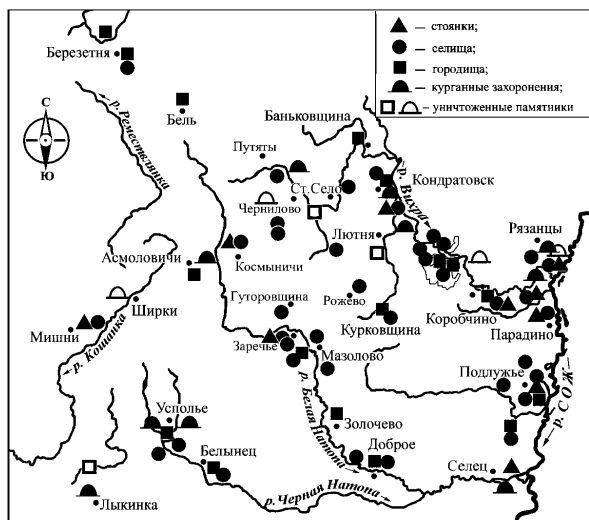 ▲ – стоянки;
● – селища;
■ – городища;
– курганные захоронения;
– уничтоженные памятники
С
Ю
Березетня
р. Ремествлянка
Бель
Баньковщина
Путяты
р. Вихра
Кондратовск
Ст.Село
Чернилово
Лютня
Рязанцы
Асмоловичи
Космыничи
Ширки
Гуторовщина
Рожево
Коробчино
Мишни
р. Кошанка
Курковщина
Парадино
Заречье
Мазолово
Подлужье
р. СОЖ
р. Белая Натопа
Усполье
Золочево
Белынец
Доброе
Селец
р. Черная Натопа
Лыкинка